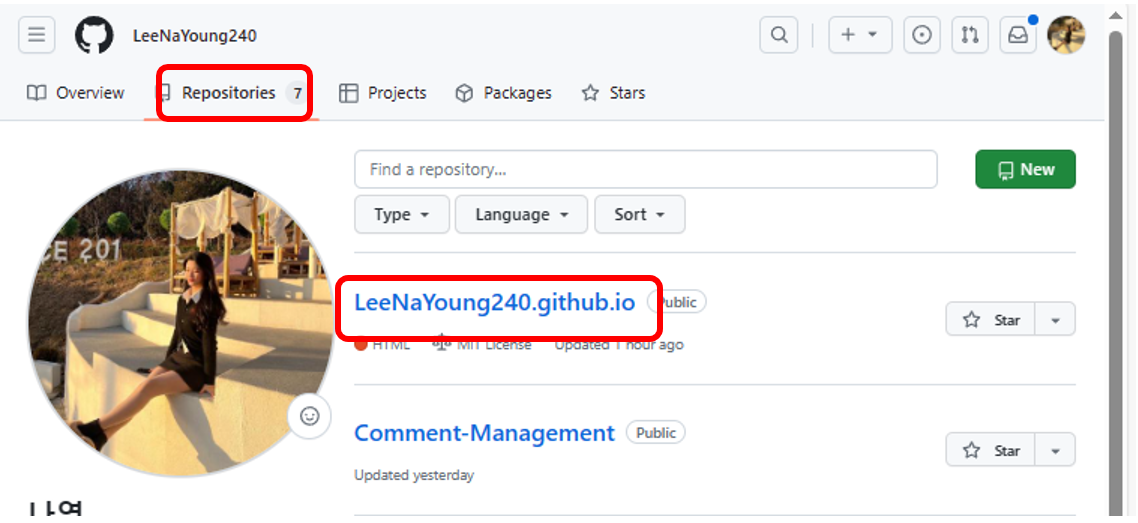 LeeNaYoung240
Overview Repositories 7 Projects Packages Stars
Find a repository...
New
Type Language Sort
CE 201
LeeNaYoung240.github.io Public
Star
HTML MIT License Updated 1 hour ago
Comment-Management Public
Star
Updated yesterday
나영